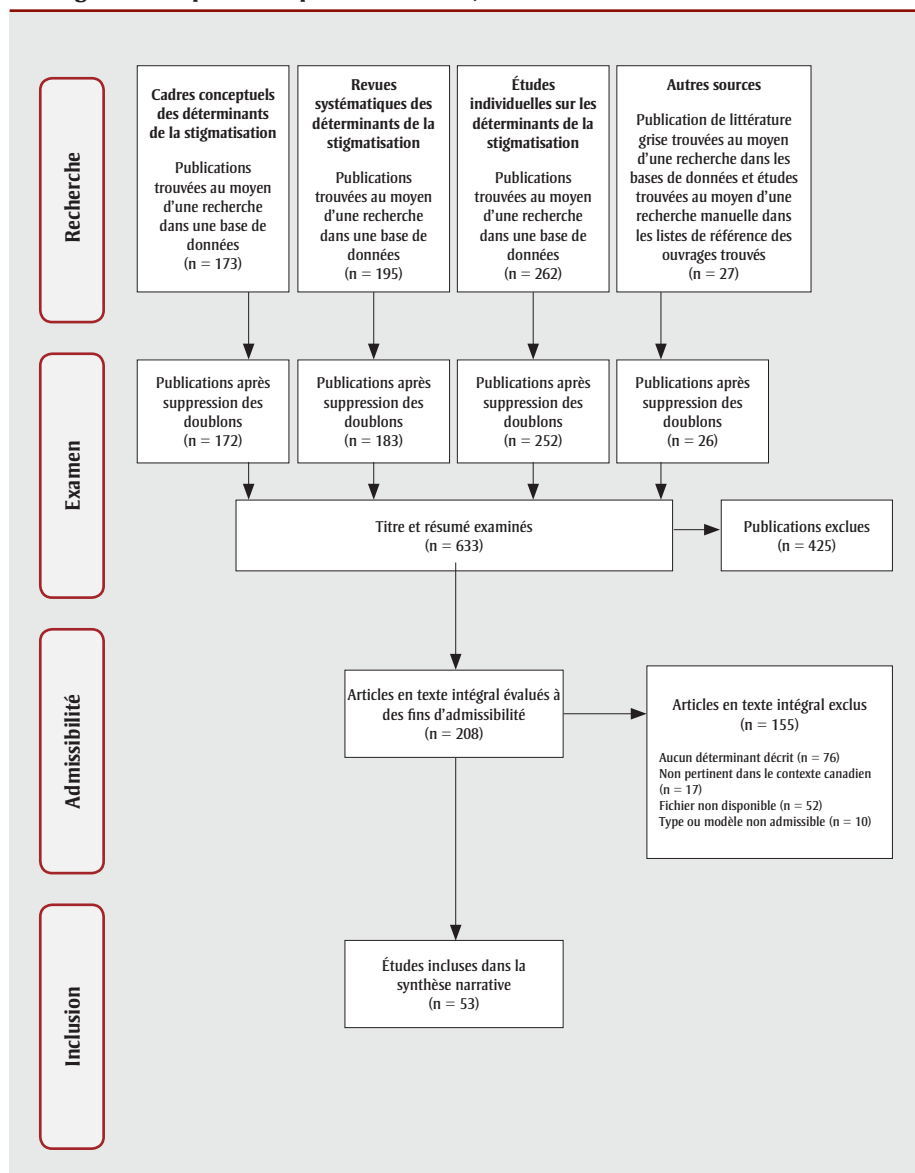 Recherche
Cadres conceptuels
des déterminants
de la stigmatisation
Publications
trouvées au moyen
d'une recherche
dans une base de
données
(n = 173)
Revues
systématiques des
déterminants de la
stigmatisation
Publications
trouvées au moyen
d'une recherche
dans une base de
données
(n = 195)
Études
individuelles sur les
déterminants de la
stigmatisation
Publications
trouvées au moyen
d'une recherche
dans une base de
données
(n = 262)
Autres sources
Publication de littérature
grise trouvées au moyen
d'une recherche dans les
bases de données et études
trouvées au moyen d'une
recherche manuelle dans
les listes de référence des
ouvrages trouvés
(n = 27)
Examen
Publications après
suppression des
doublons
(n = 172)
Publications après
suppression des
doublons
(n = 183)
Publications après
suppression des
doublons
(n = 252)
Publications après
suppression des
doublons
(n = 26)
Titre et résumé examinés
(n = 633)
Publications exclues
(n = 425)
Admissibilité
Articles en texte intégral évalués à
des fins d'admissibilité
(n = 208)
Articles en texte intégral exclus
(n = 155)
Aucun déterminant décrit (n = 76)
Non pertinent dans le contexte canadien
(n = 17)
Fichier non disponible (n = 52)
Type ou modèle non admissible (n = 10)
Inclusion
Études incluses dans la
synthèse narrative
(n = 53)